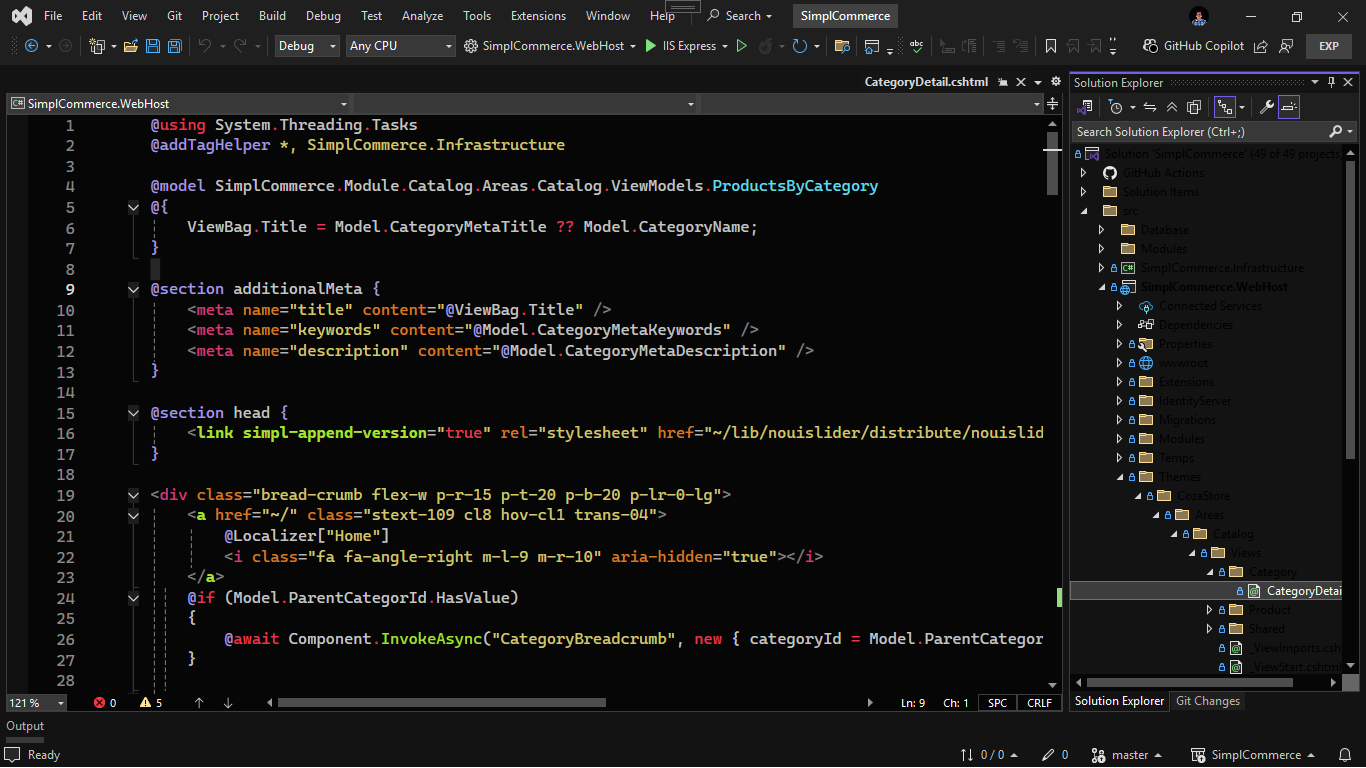 File Edit View Git Project Build Debug Test Analyze Tools Extensions Window Help Search SimplCommerce
Debug Any CPU SimplCommerce.WebHost IIS Express abc GitHub Copilot EXP
CategoryDetail.cshtml
C# SimplCommerce.WebHost
1 @using System.Threading.Tasks
2 @addTagHelper *, SimplCommerce.Infrastructure
3
4 @model SimplCommerce.Module.Catalog.Areas.Catalog.ViewModels.ProductsByCategory
5 @{
6 ViewBag.Title = Model.CategoryMetaTitle ?? Model.CategoryName;
7 }
8
9 @section additionalMeta {
10 <meta name="title" content="@ViewBag.Title" />
11 <meta name="keywords" content="@Model.CategoryMetaKeywords" />
12 <meta name="description" content="@Model.CategoryMetaDescription" />
13 }
14
15 @section head {
16 <link simpl-append-version="true" rel="stylesheet" href="~/lib/nouislider/distribute/nouislid
17 }
18
19 <div class="bread-crumb flex-w p-r-15 p-t-20 p-b-20 p-lr-0-lg">
20 <a href="~/" class="stext-109 cl8 hov-cl1 trans-04">
21 @Localizer["Home"]
22 <i class="fa fa-angle-right m-l-9 m-r-10" aria-hidden="true"></i>
23 </a>
24 @if (Model.ParentCategorId.HasValue)
25 {
26 @await Component.InvokeAsync("CategoryBreadcrumb", new { categoryId = Model.ParentCategor
27 }
28
121 % 0 5 Ln: 9 Ch: 1 SPC CRLF
Solution Explorer
Search Solution Explorer (Ctrl+;)
Solution 'SimplCommerce' (49 of 49 projects
GitHub Actions
Solution Items
src
Database
Modules
C# SimplCommerce.Infrastructure
SimplCommerce.WebHost
Connected Services
Dependencies
Properties
wwwroot
Extensions
IdentityServer
Migrations
Modules
Temps
Themes
CozaStore
Areas
Catalog
Views
Category
CategoryDetai
Product
Shared
_ViewImports.csh
_ViewStart.cshtml
Solution Explorer Git Changes
Output
Ready 0 / 0 0 master SimplCommerce